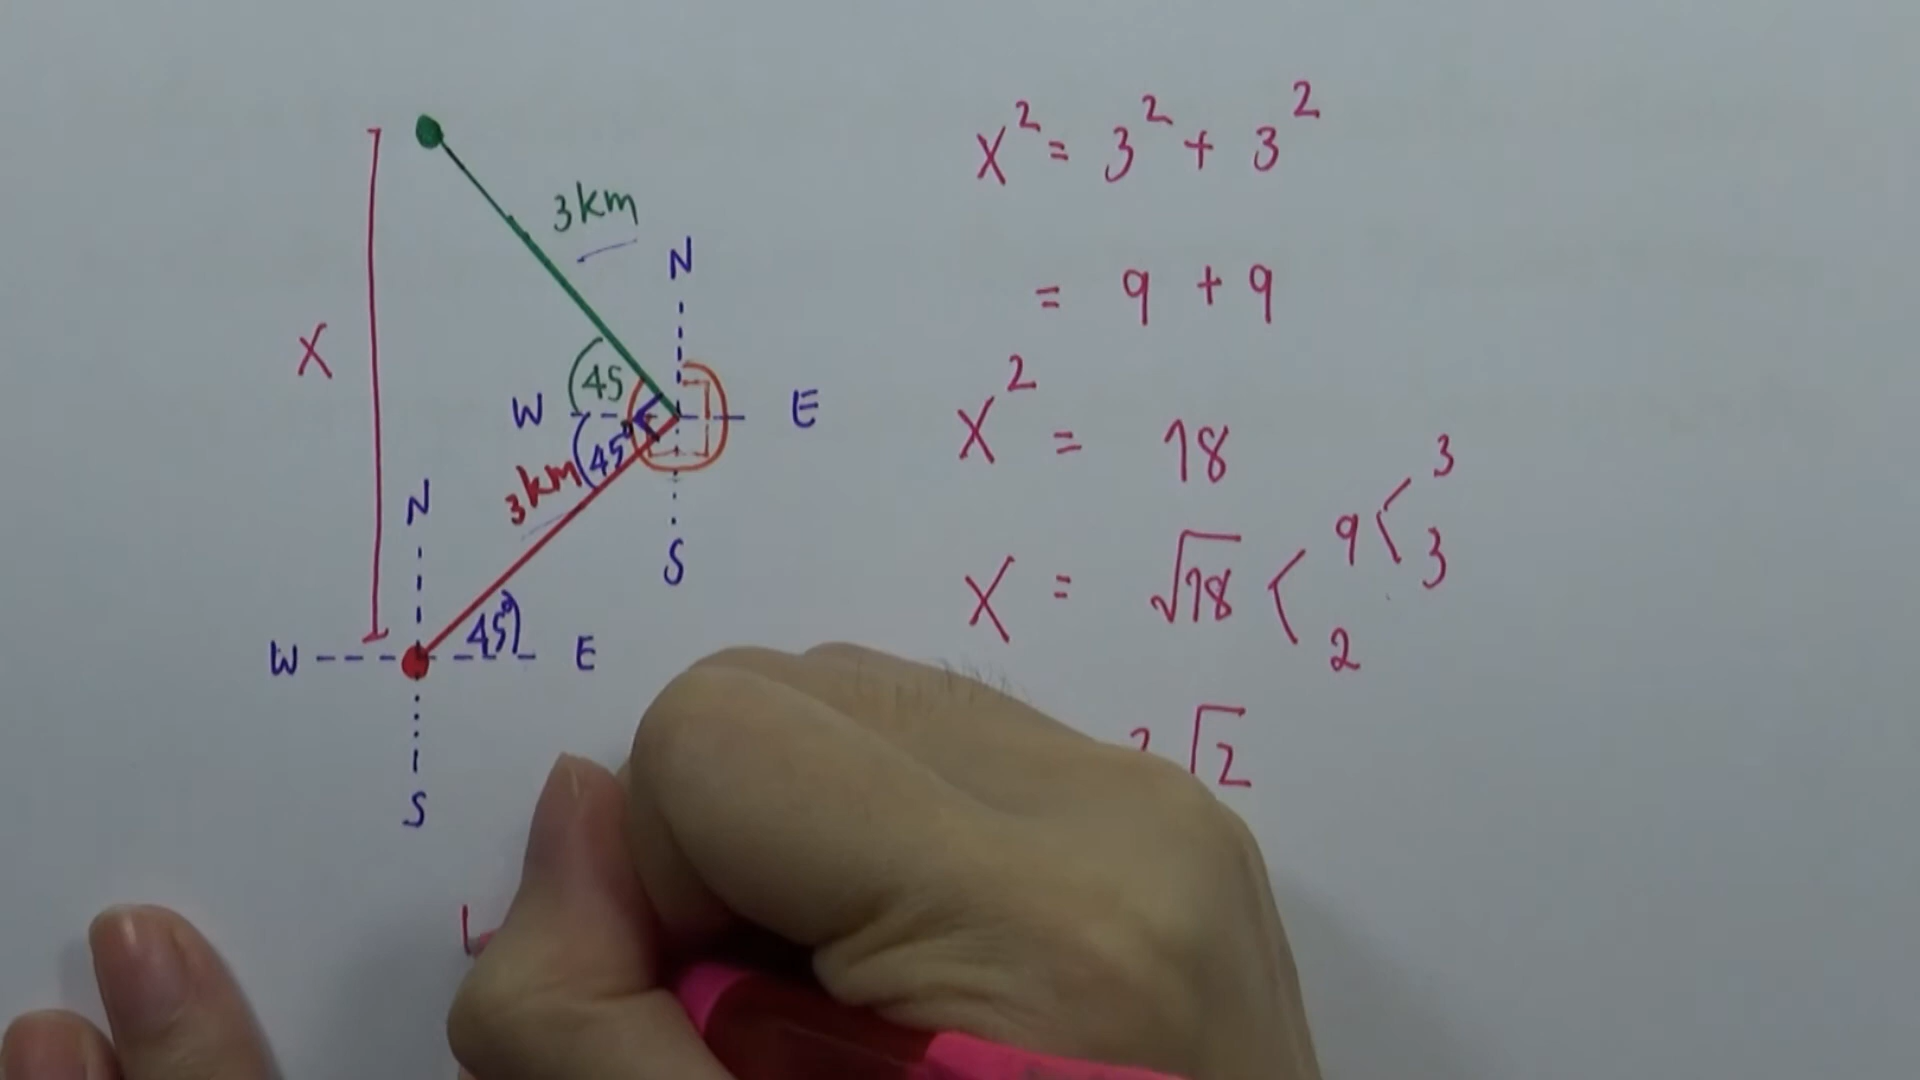 3km
N
X
45
W E
45°
3km
N
S
45°
W E
S
X² = 3² + 3²
= 9 + 9
X² = 18
X = √18 9 3
3
2
√2